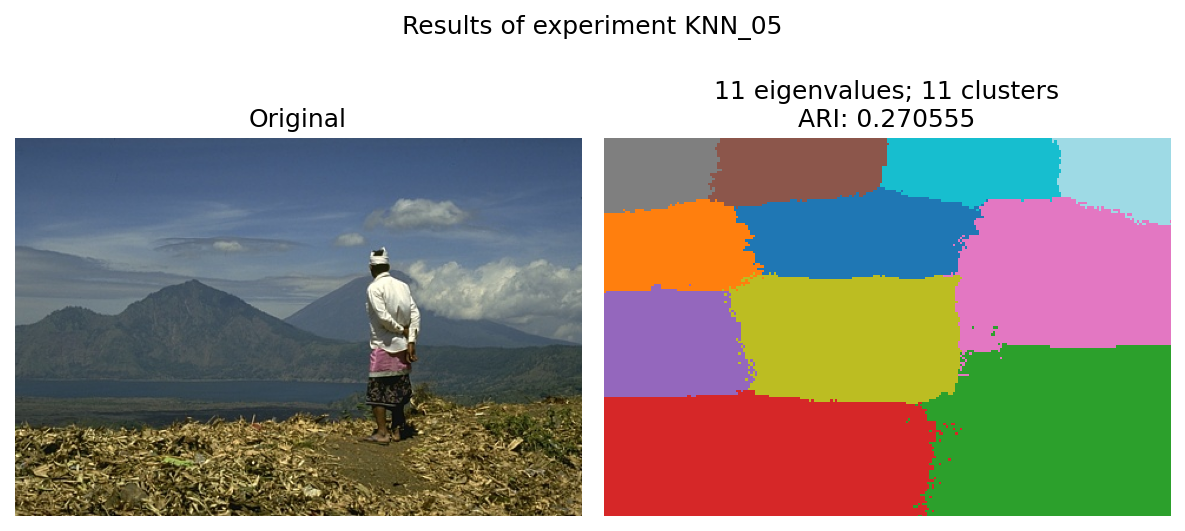 Results of experiment KNN_05
Original
11 eigenvalues; 11 clusters
ARI: 0.270555